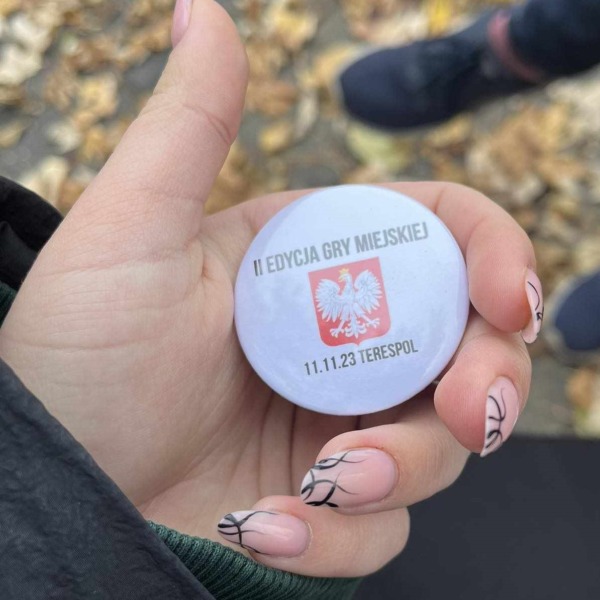 II EDYCJA GRY MIEJSKIEJ
11.11.23 TERESPOL